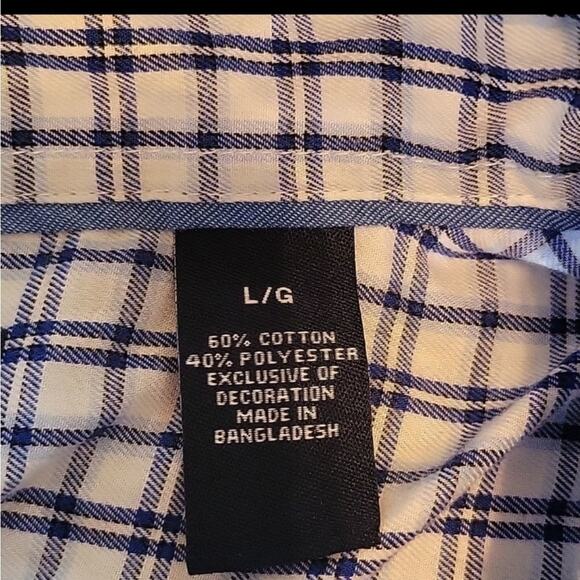 L/G
60% COTTON
40% POLYESTER
EXCLUSIVE OF
DECORATION
MADE IN
BANGLADESH